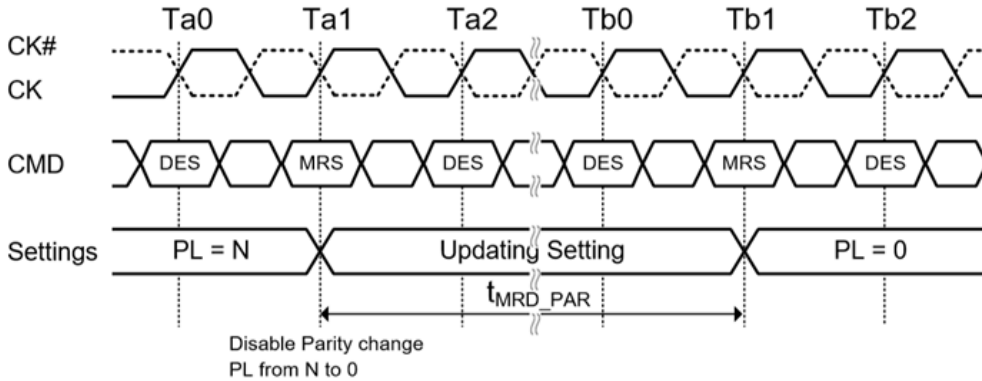 Ta0 Ta1 Ta2 Tb0 Tb1 Tb2
CK#
CK
CMD DES MRS DES DES MRS DES
Settings PL = N Updating Setting PL = 0
tMRD_PAR
Disable Parity change
PL from N to 0